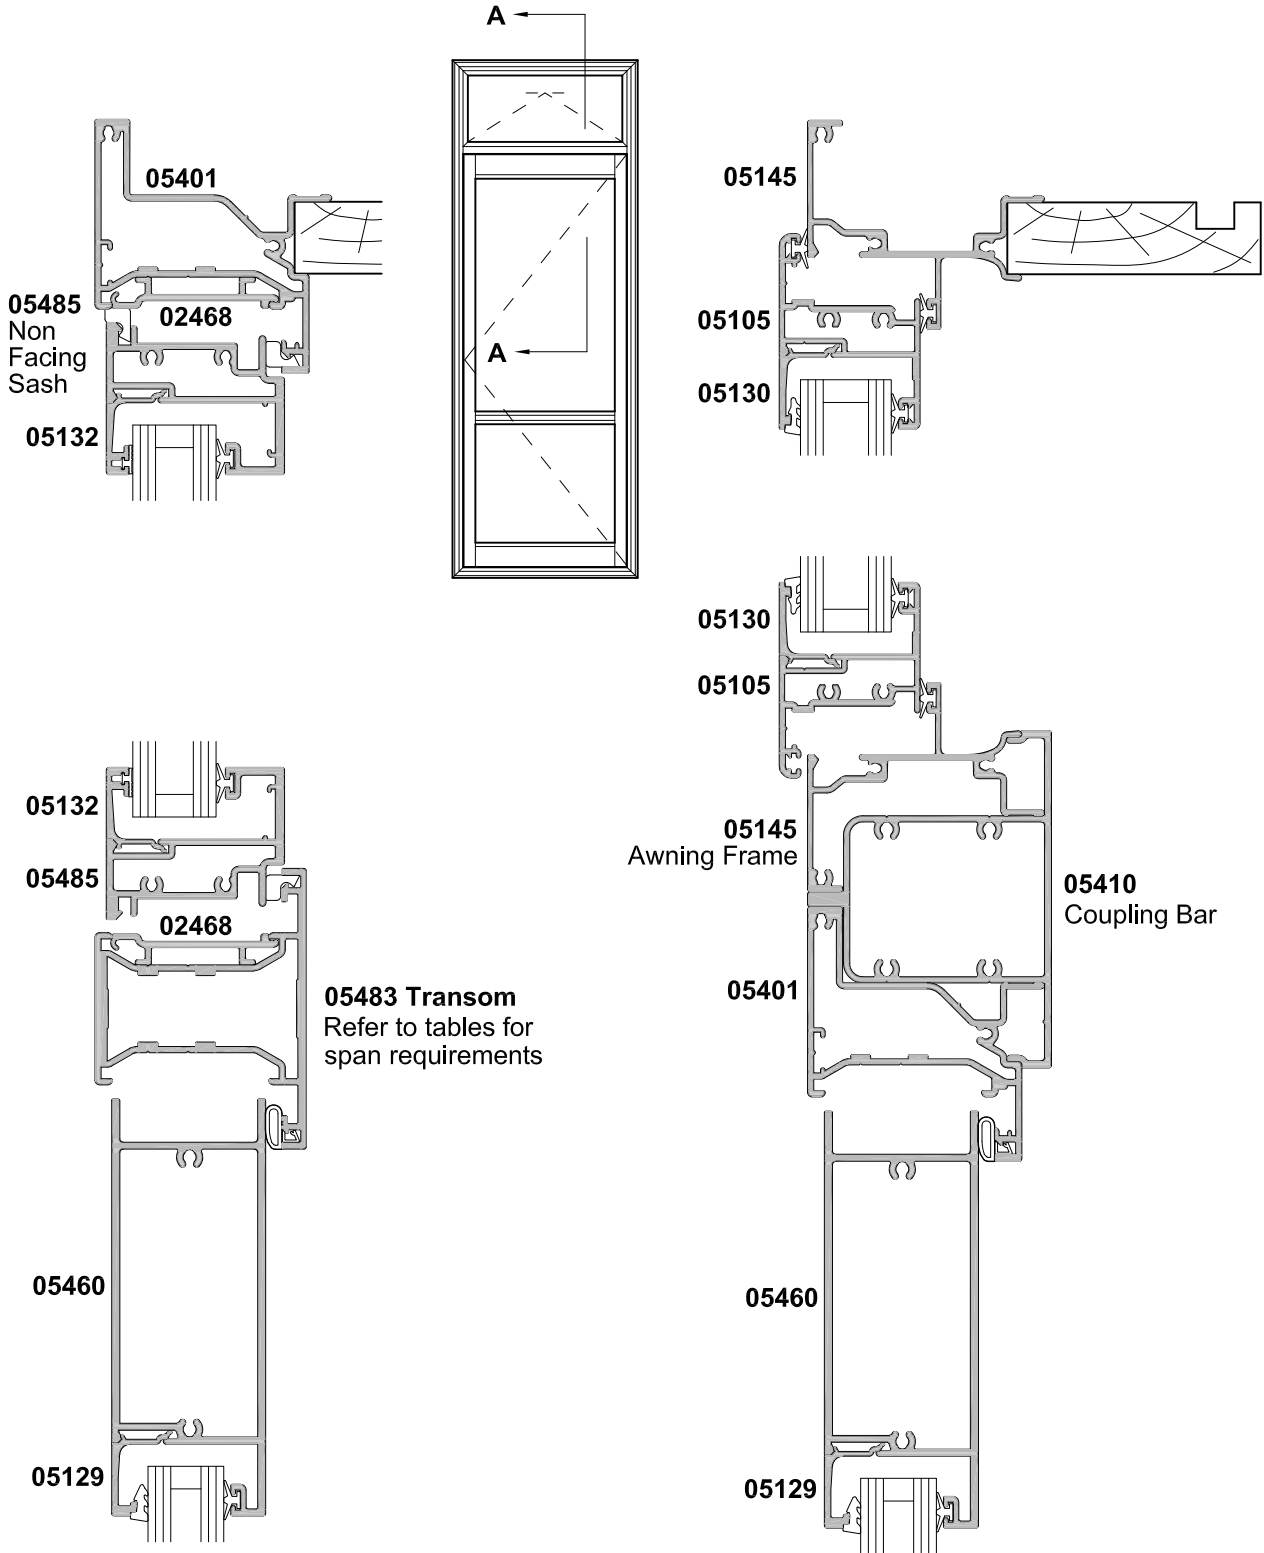 A
05401
05485
Non
Facing
Sash
02468
05132
A
05145
05105
05130
05132
05485
02468
05483 Transom
Refer to tables for
span requirements
05460
05129
05130
05105
05145
Awning Frame
05410
Coupling Bar
05401
05460
05129